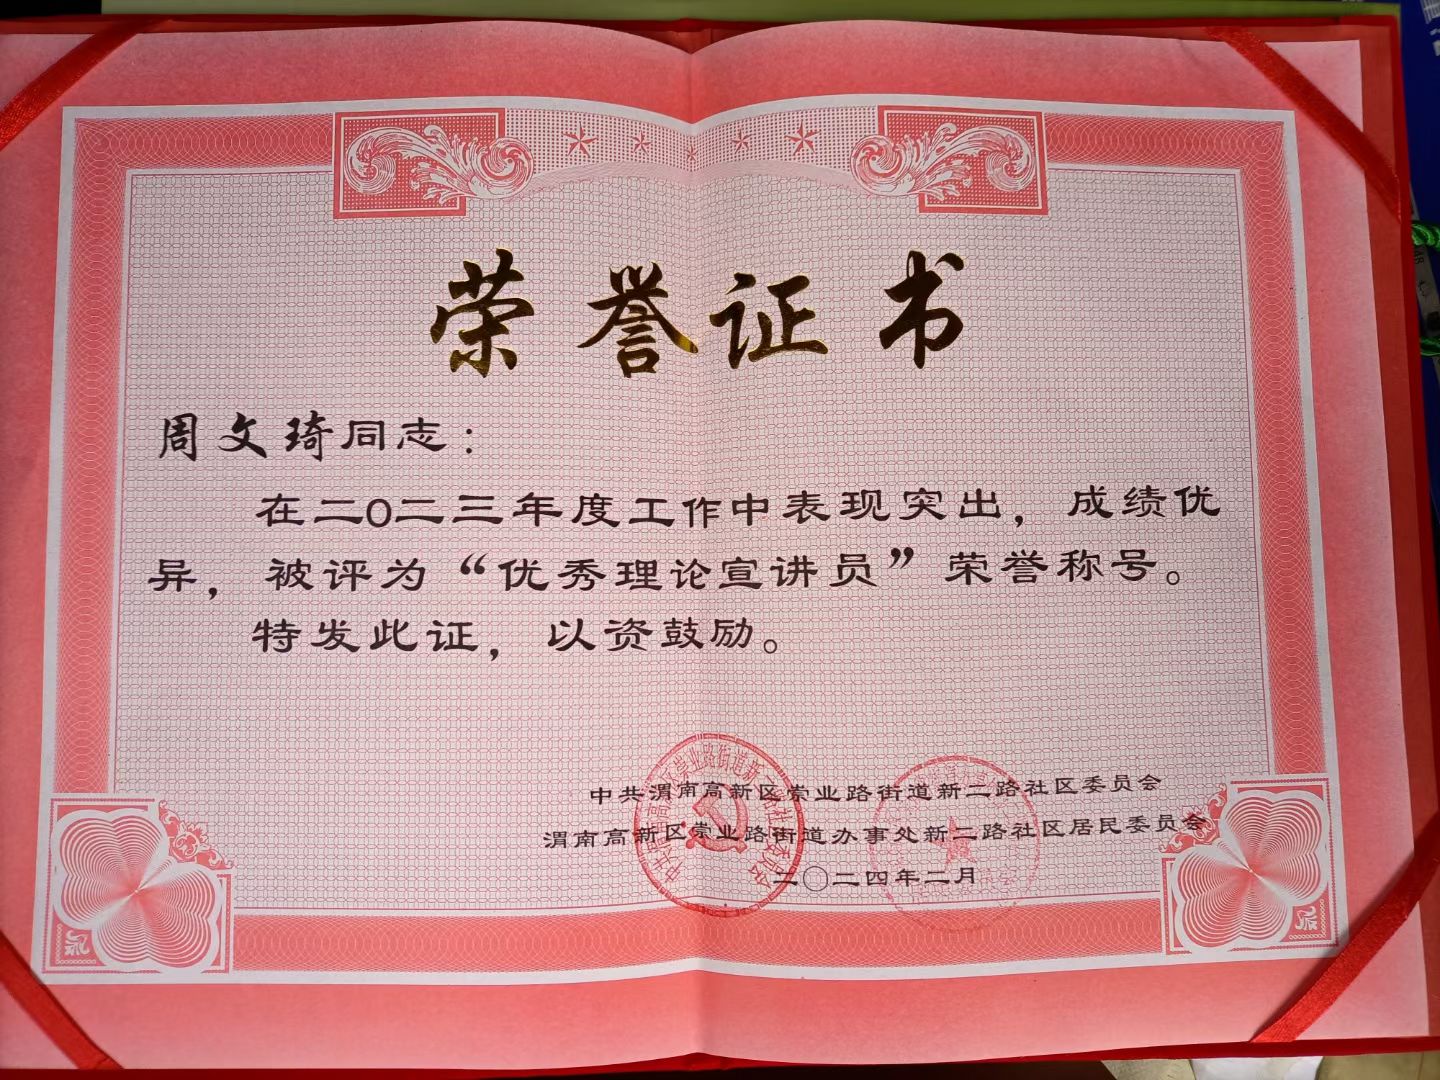 荣誉证书
周文琦同志：
在二〇二三年度工作中表现突出，成绩优
异，被评为“优秀理论宣讲员”荣誉称号。
特发此证，以资鼓励。
中共渭南高新区崇业路街道新二路社区委员会
渭南高新区崇业路街道办事处新二路社区居民委员会
二〇二四年二月